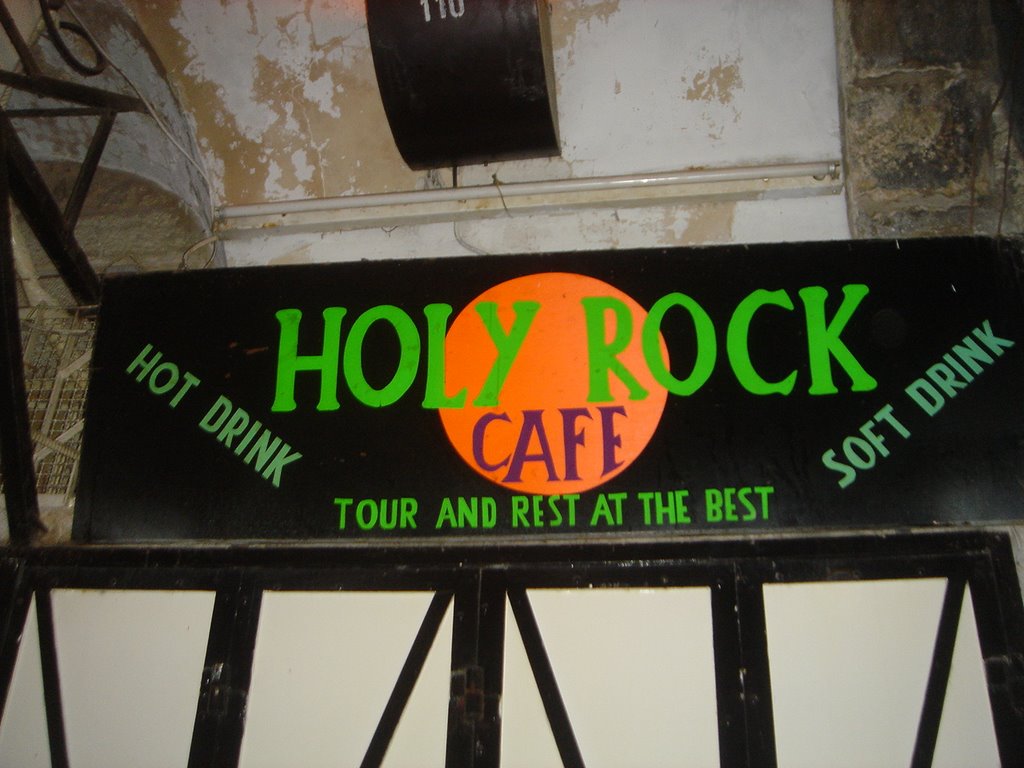 110
HOLY ROCK
CAFE
HOT DRINK
SOFT DRINK
TOUR AND REST AT THE BEST